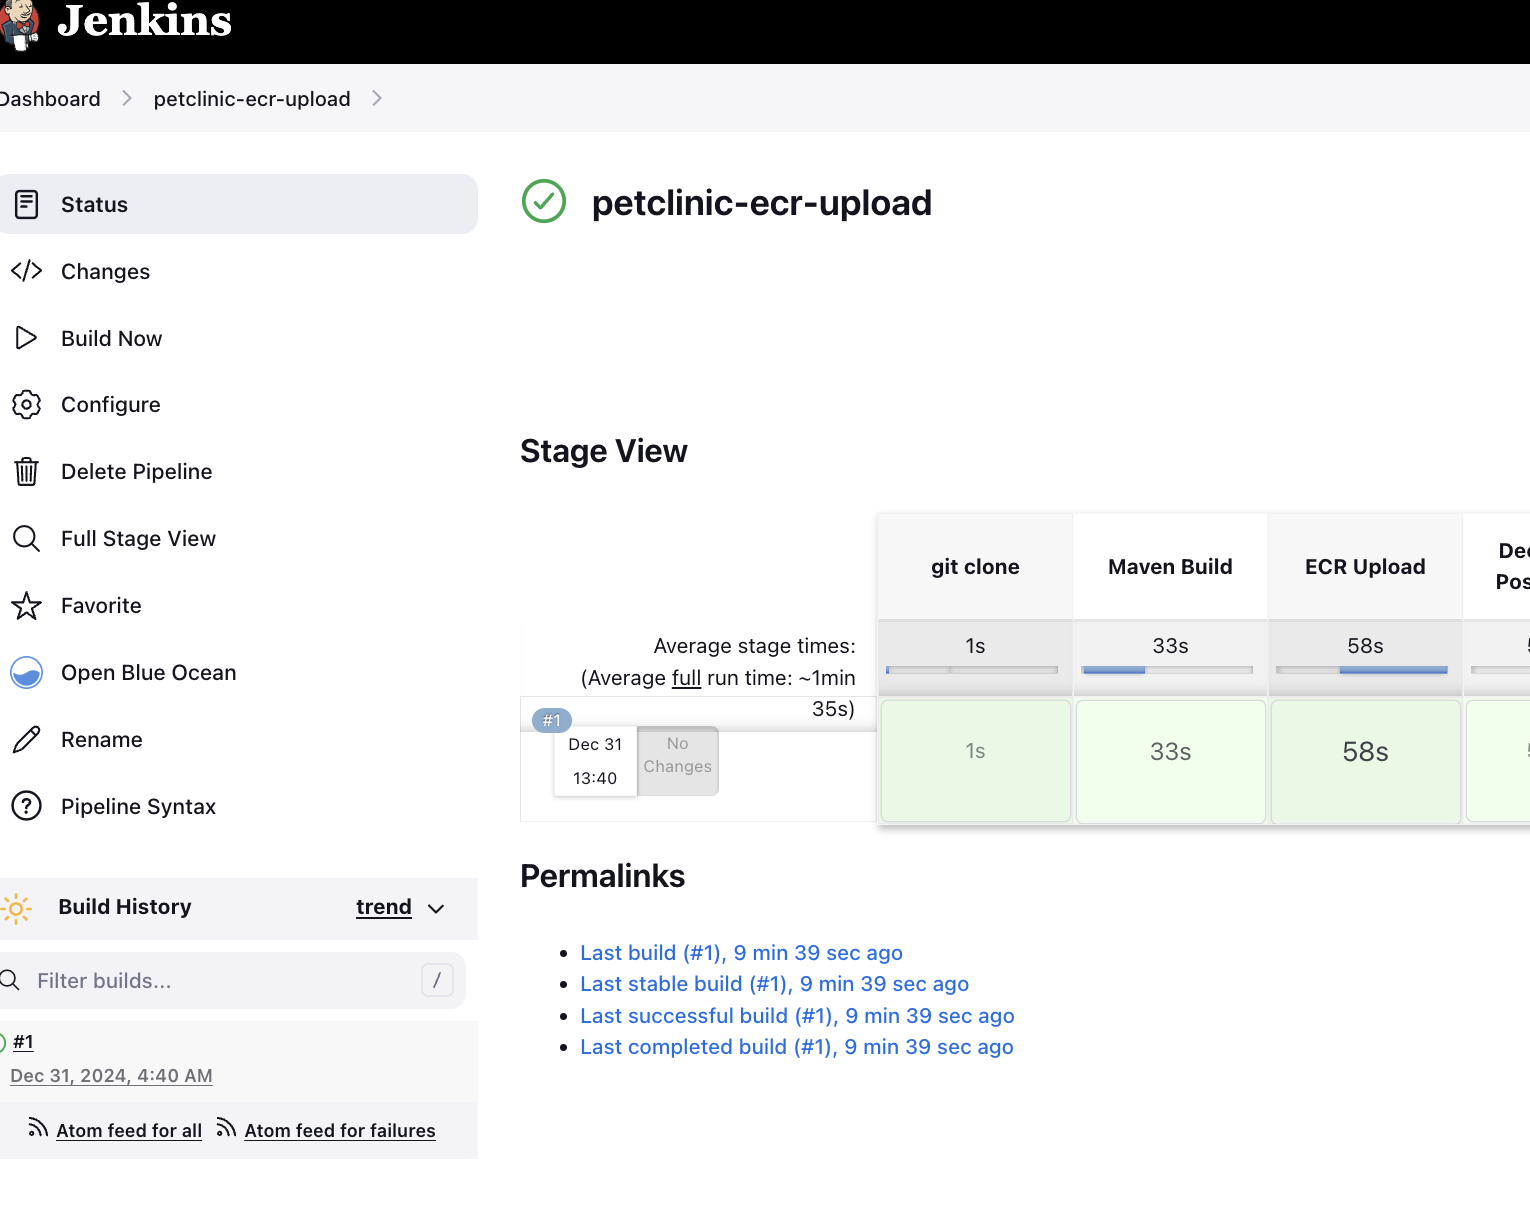 Jenkins
Dashboard
petclinic-ecr-upload
Status
Changes
Build Now
Configure
Delete Pipeline
Full Stage View
Favorite
Open Blue Ocean
Rename
Pipeline Syntax
Build History
trend
Filter builds...
/
#1
Dec 31, 2024, 4:40 AM
Atom feed for all
Atom feed for failures
petclinic-ecr-upload
Stage View
git clone
Maven Build
ECR Upload
Average stage times:
(Average full run time: ~1min
35s)
1s
33s
58s
#1
Dec 31
13:40
No
Changes
1s
33s
58s
Permalinks
Last build (#1), 9 min 39 sec ago
Last stable build (#1), 9 min 39 sec ago
Last successful build (#1), 9 min 39 sec ago
Last completed build (#1), 9 min 39 sec ago